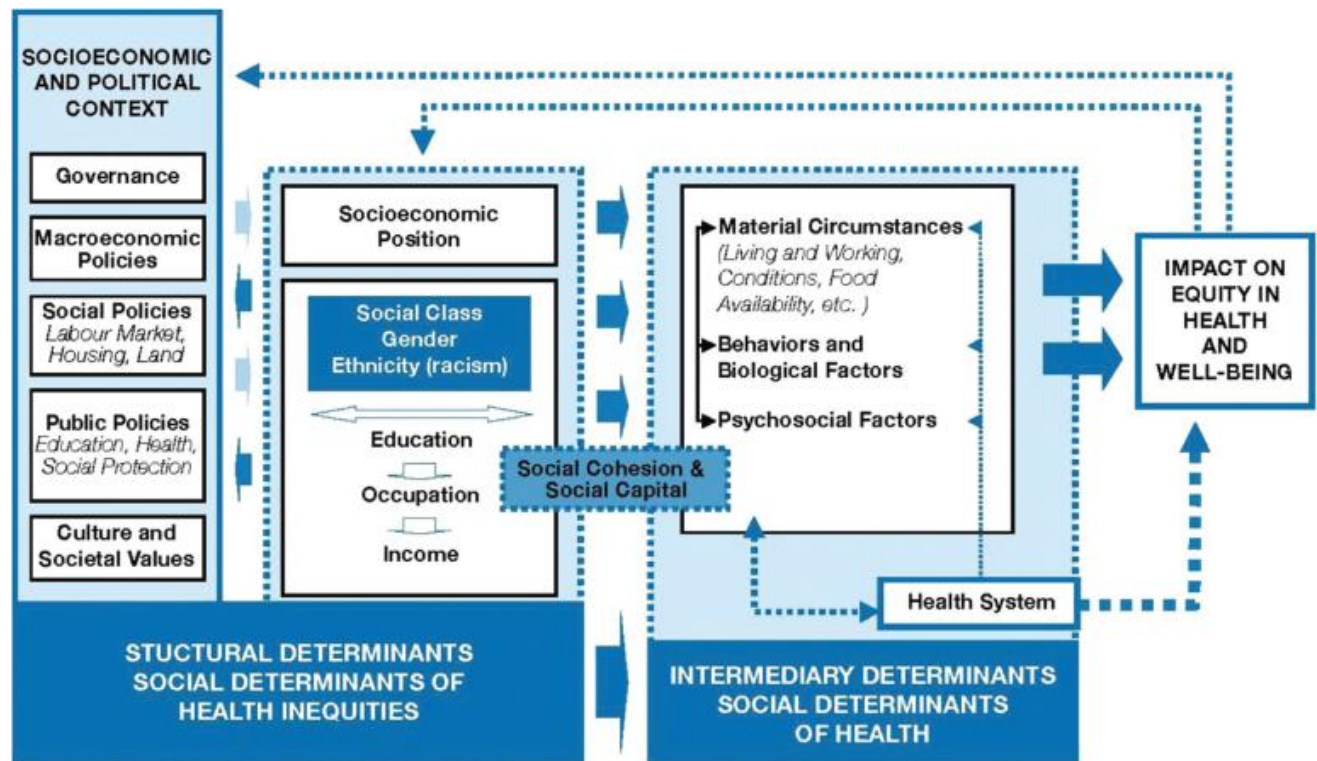 SOCIOECONOMIC
AND POLITICAL
CONTEXT
Governance
Macroeconomic
Policies
Social Policies
Labour Market,
Housing, Land
Public Policies
Education, Health,
Social Protection
Culture and
Societal Values
Socioeconomic
Position
Social Class
Gender
Ethnicity (racism)
Education
Occupation
Income
Social Cohesion &
Social Capital
Material Circumstances
(Living and Working,
Conditions, Food
Availability, etc. )
Behaviors and
Biological Factors
Psychosocial Factors
Health System
IMPACT ON
EQUITY IN
HEALTH
AND
WELL-BEING
STUCTURAL DETERMINANTS
SOCIAL DETERMINANTS OF
HEALTH INEQUITIES
INTERMEDIARY DETERMINANTS
SOCIAL DETERMINANTS
OF HEALTH